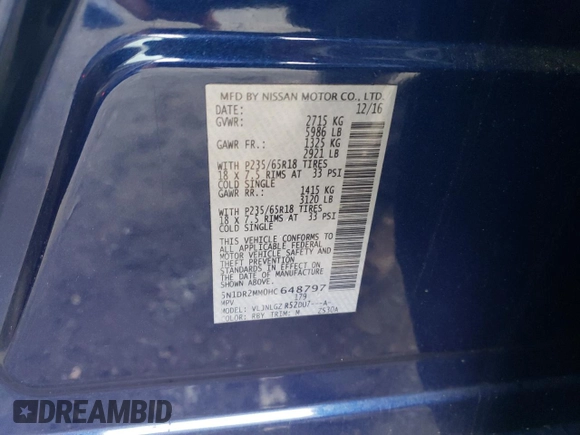 MFD BY NISSAN MOTOR CO., LTD.
DATE: 12/16
GVWR: 2715 KG
5986 LB
GAWR FR.: 1325 KG
2921 LB
WITH P235/65R18 TIRES
18 x 7.5 RIMS AT 33 PSI
COLD SINGLE
GAWR RR.: 1415 KG
3120 LB
WITH P235/65R18 TIRES
18 x 7.5 RIMS AT 33 PSI
COLD SINGLE
THIS VEHICLE CONFORMS TO
ALL APPLICABLE FEDERAL
MOTOR VEHICLE SAFETY AND
THEFT PREVENTION
STANDARDS IN EFFECT ON
THE DATE OF MANUFACTURE
SHOWN ABOVE.
5N1DR2MM0HC648797
MPV 179
MODEL: VLJNLGZ R52DU7---A-
COLOR: RBY TRIM: M 2530A
DREAMBID